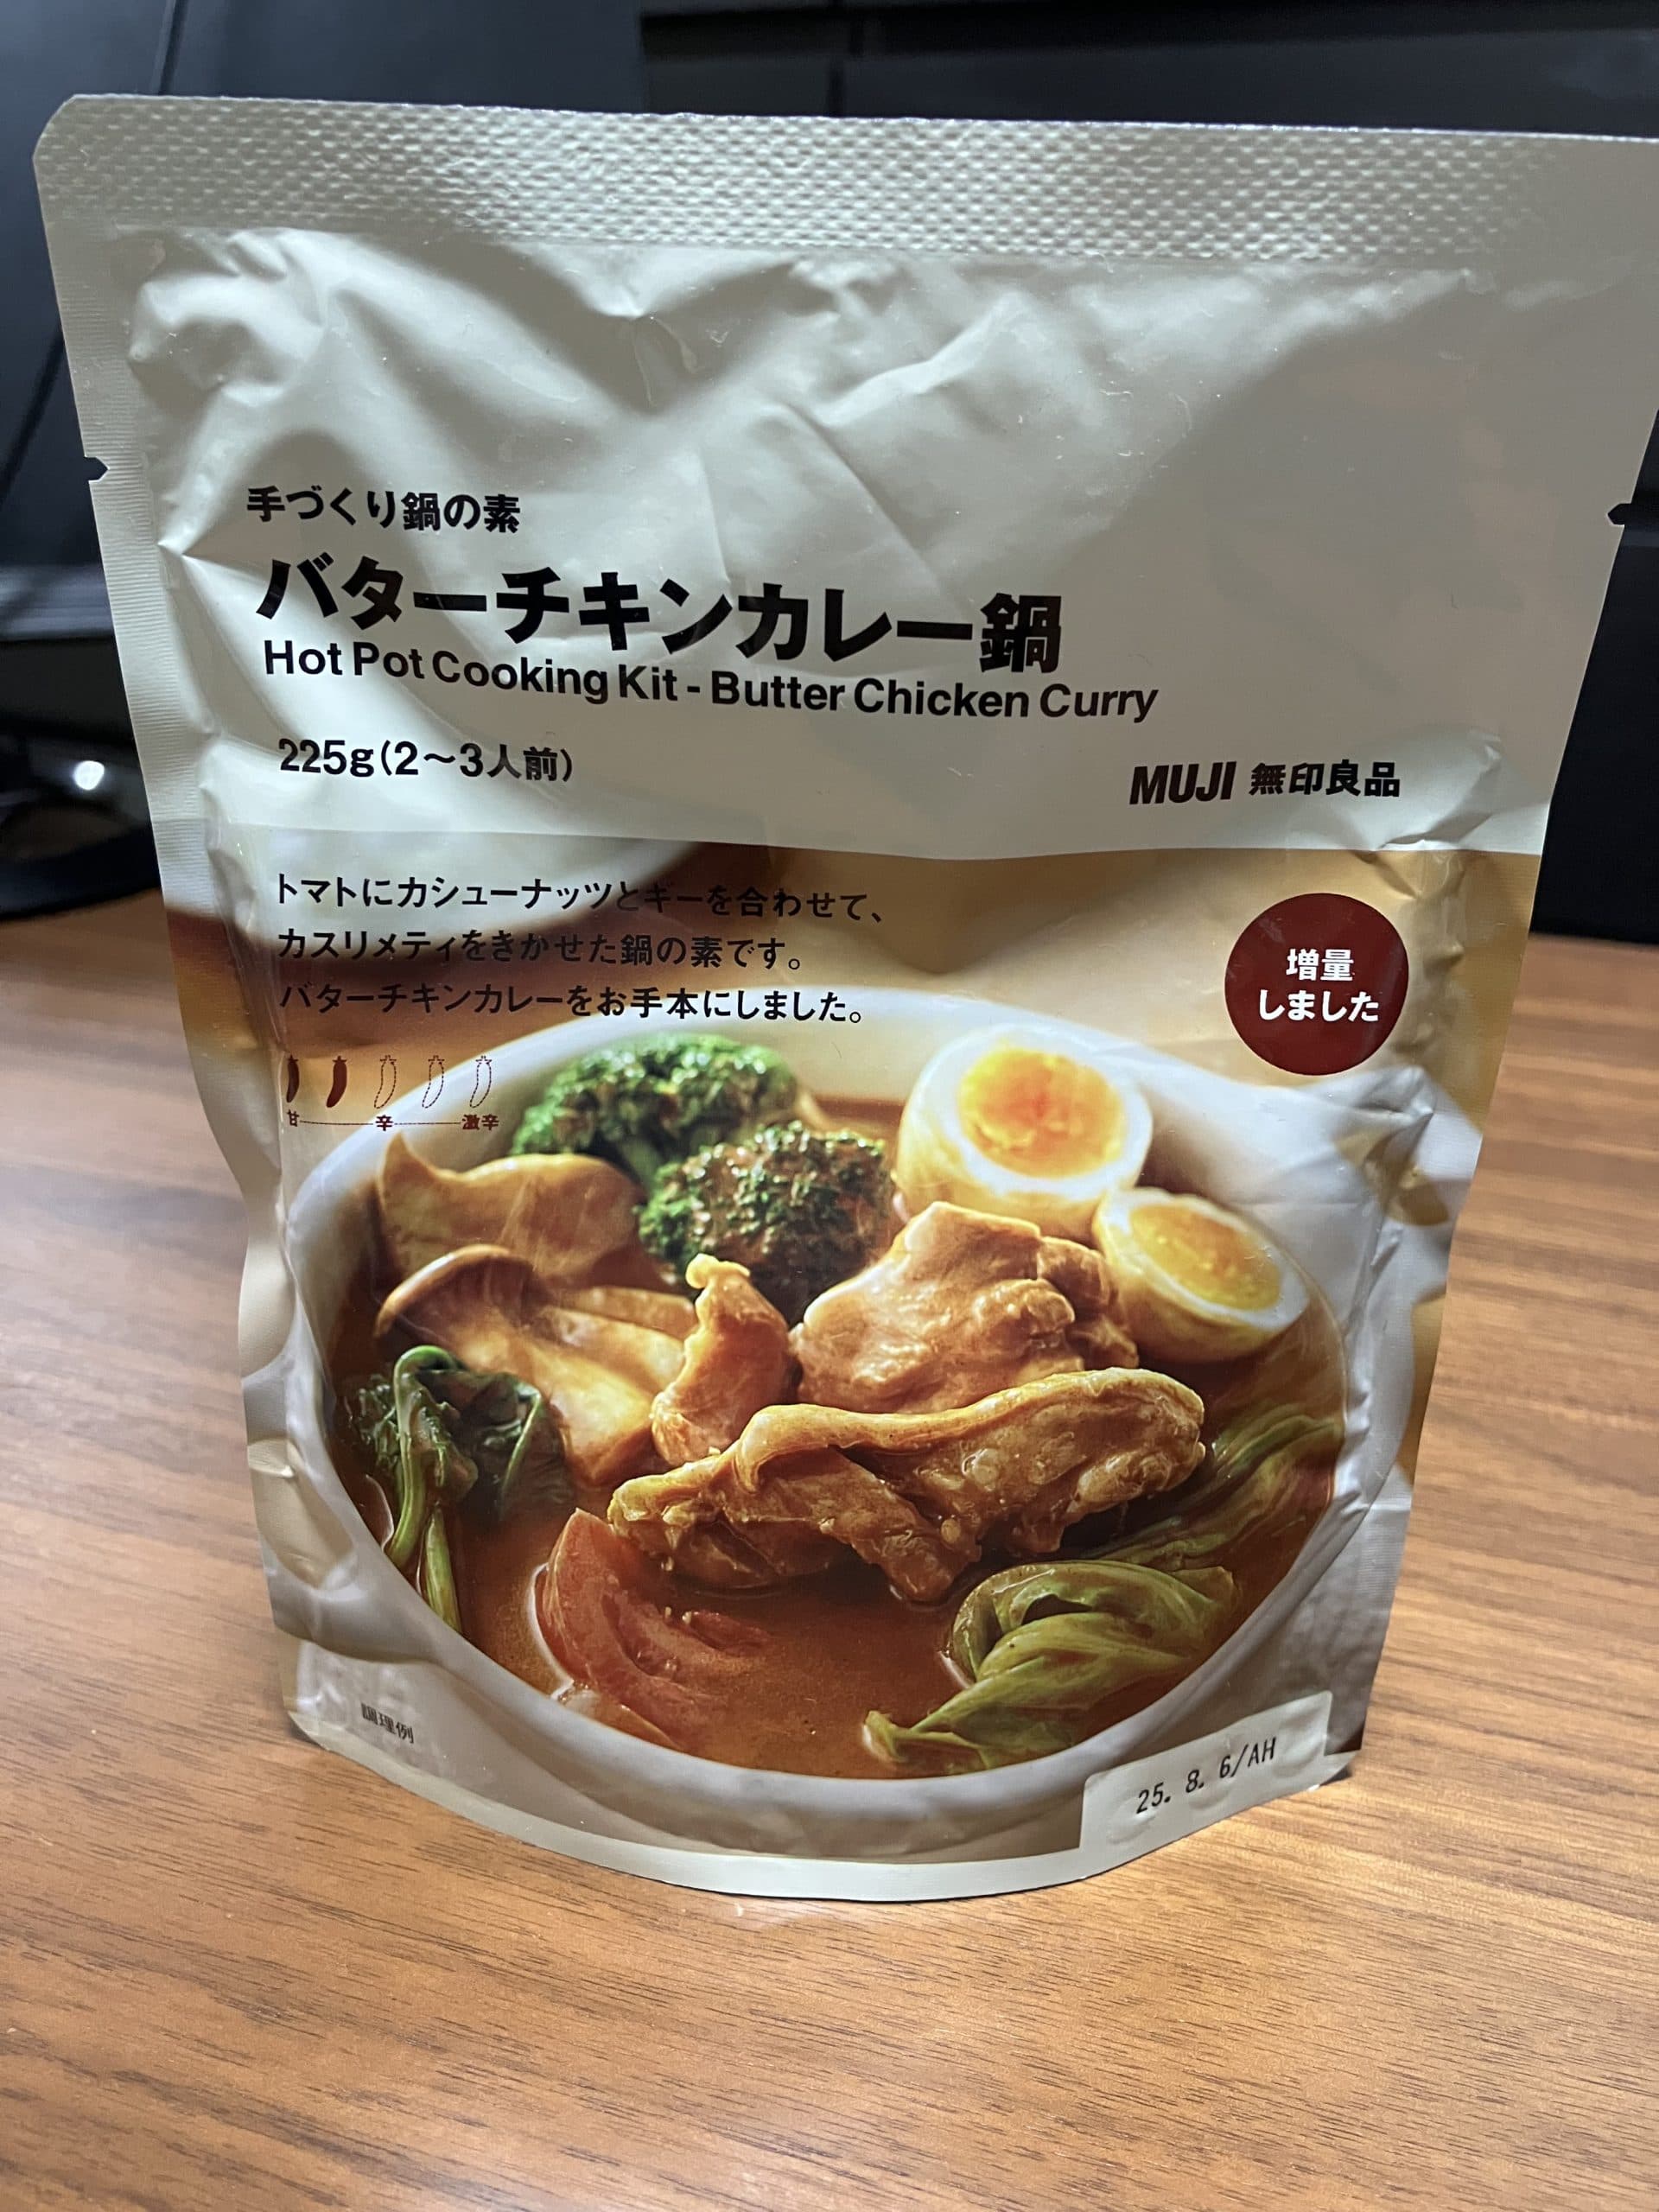 手づくり鍋の素
バターチキンカレー鍋
Hot Pot Cooking Kit - Butter Chicken Curry
225g(2～3人前)
MUJI 無印良品
トマトにカシューナッツとギーを合わせて、
カスリメティをきかせた鍋の素です。
バターチキンカレーをお手本にしました。
増量
しました
甘 辛 激辛
調理例
25. 8. 6/AH